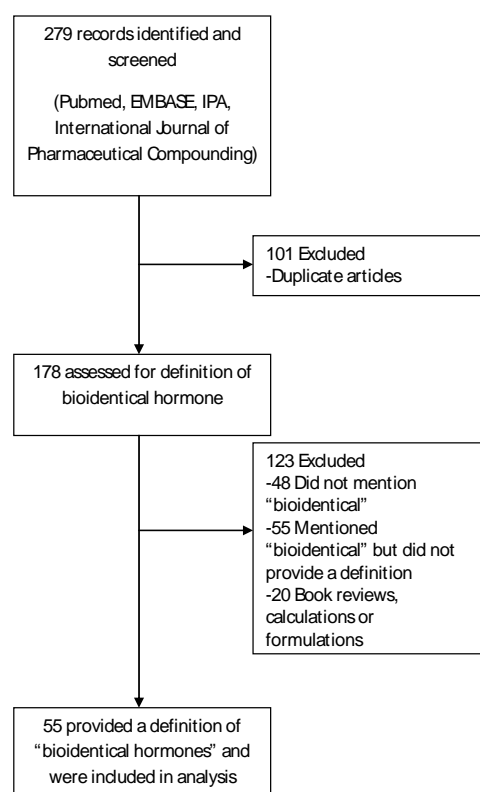 279 records identified and
screened
(Pubmed, EMBASE, IPA,
International Journal of
Pharmaceutical Compounding)
101 Excluded
-Duplicate articles
178 assessed for definition of
bioidentical hormone
123 Excluded
-48 Did not mention
“bioidentical”
-55 Mentioned
“bioidentical” but did not
provide a definition
-20 Book reviews,
calculations or
formulations
55 provided a definition of
“bioidentical hormones” and
were included in analysis